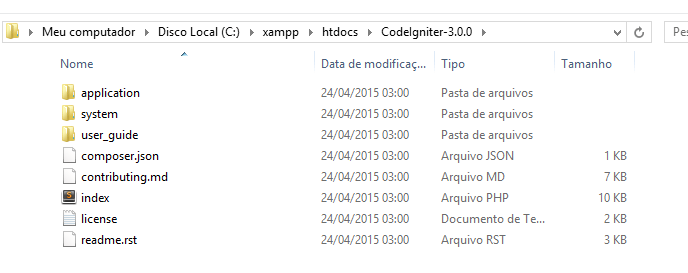 Meu computador Disco Local (C:) xampp htdocs CodeIgniter-3.0.0 Pes
Nome Data de modificaç... Tipo Tamanho
application 24/04/2015 03:00 Pasta de arquivos
system 24/04/2015 03:00 Pasta de arquivos
user_guide 24/04/2015 03:00 Pasta de arquivos
composer.json 24/04/2015 03:00 Arquivo JSON 1 KB
contributing.md 24/04/2015 03:00 Arquivo MD 7 KB
index 24/04/2015 03:00 Arquivo PHP 10 KB
license 24/04/2015 03:00 Documento de Te... 2 KB
readme.rst 24/04/2015 03:00 Arquivo RST 3 KB